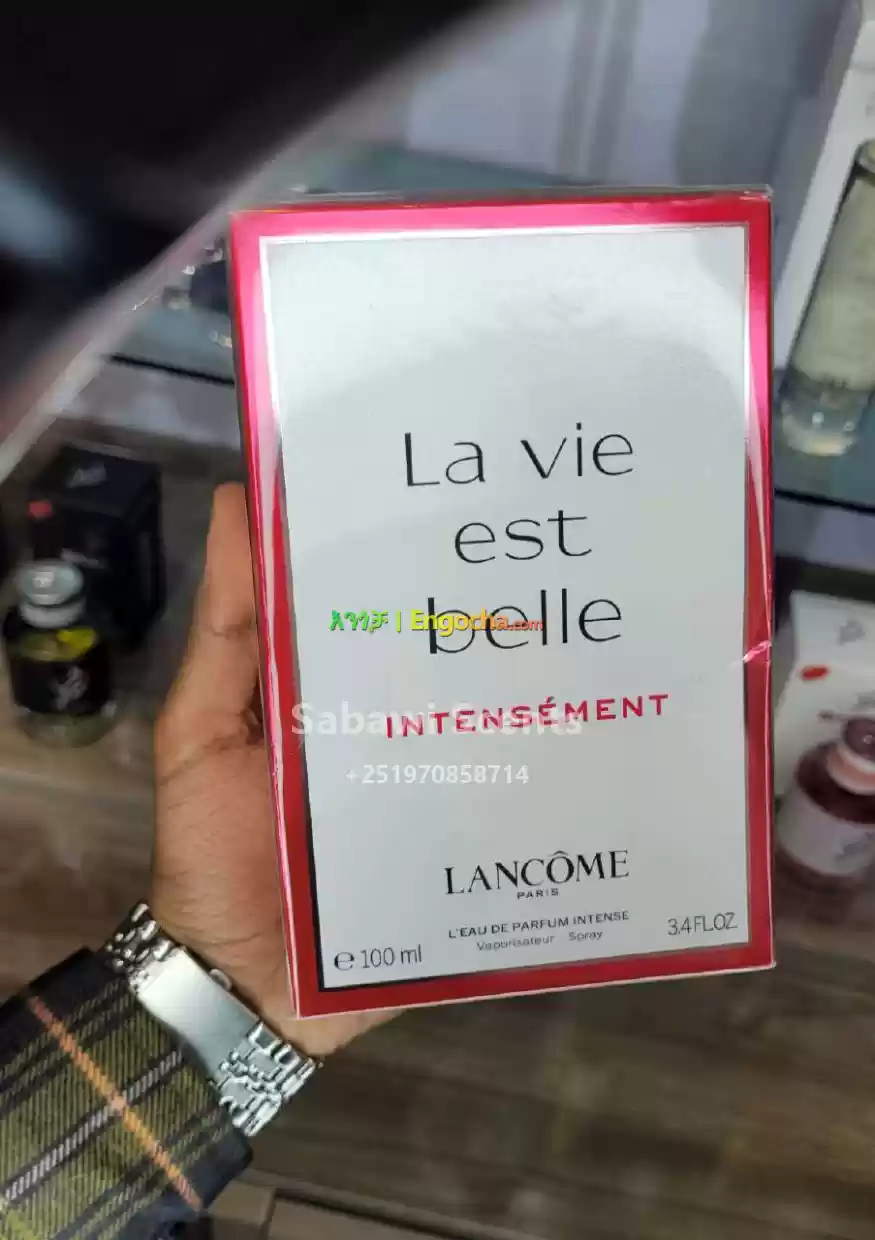 La vie
est
belle
እንጎቻ | Engocha.com
INTENSÉMENT
Sabawi Scents
+251970858714
LANCÔME
PARIS
L'EAU DE PARFUM INTENSE
Vaporisateur Spray
e 100 ml
3.4 FL.OZ